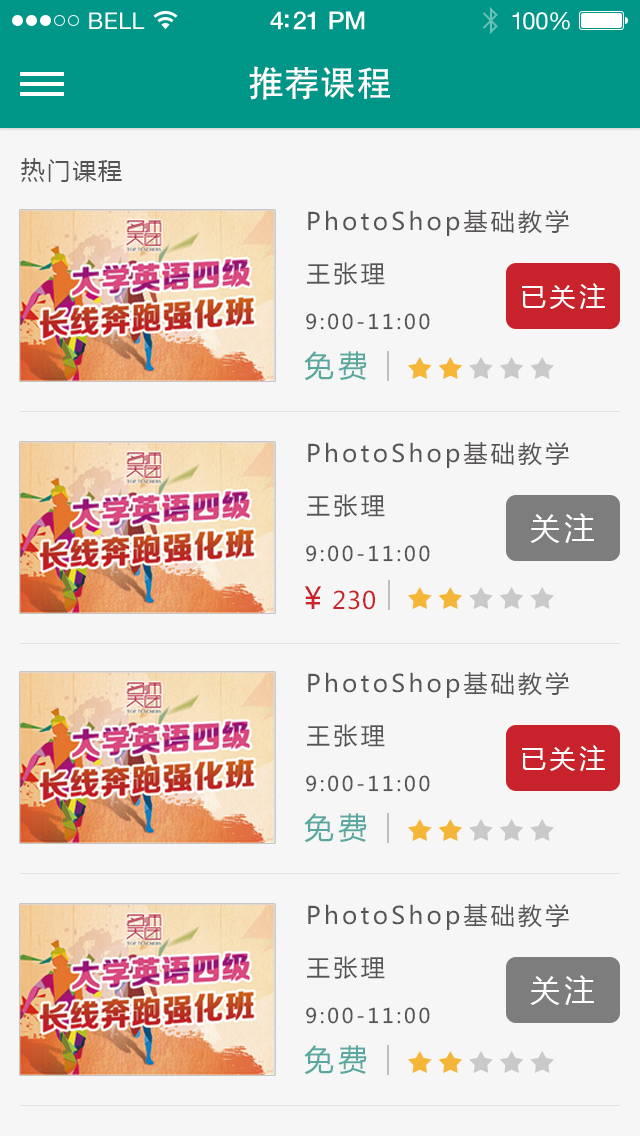 BELL 4:21 PM 100%
推荐课程
热门课程
名师天团
TOP TEACHERS
大学英语四级
长线奔跑强化班
PhotoShop基础教学
王张理
9:00-11:00
已关注
免费
名师天团
TOP TEACHERS
大学英语四级
长线奔跑强化班
PhotoShop基础教学
王张理
9:00-11:00
关注
¥ 230
名师天团
TOP TEACHERS
大学英语四级
长线奔跑强化班
PhotoShop基础教学
王张理
9:00-11:00
已关注
免费
名师天团
TOP TEACHERS
大学英语四级
长线奔跑强化班
PhotoShop基础教学
王张理
9:00-11:00
关注
免费